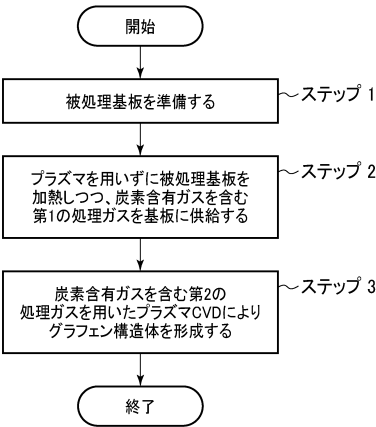 開始
被処理基板を準備する
ステップ 1
プラズマを用いずに被処理基板を
加熱しつつ、炭素含有ガスを含む
第1の処理ガスを基板に供給する
ステップ 2
炭素含有ガスを含む第2の
処理ガスを用いたプラズマCVDにより
グラフェン構造体を形成する
ステップ 3
終了